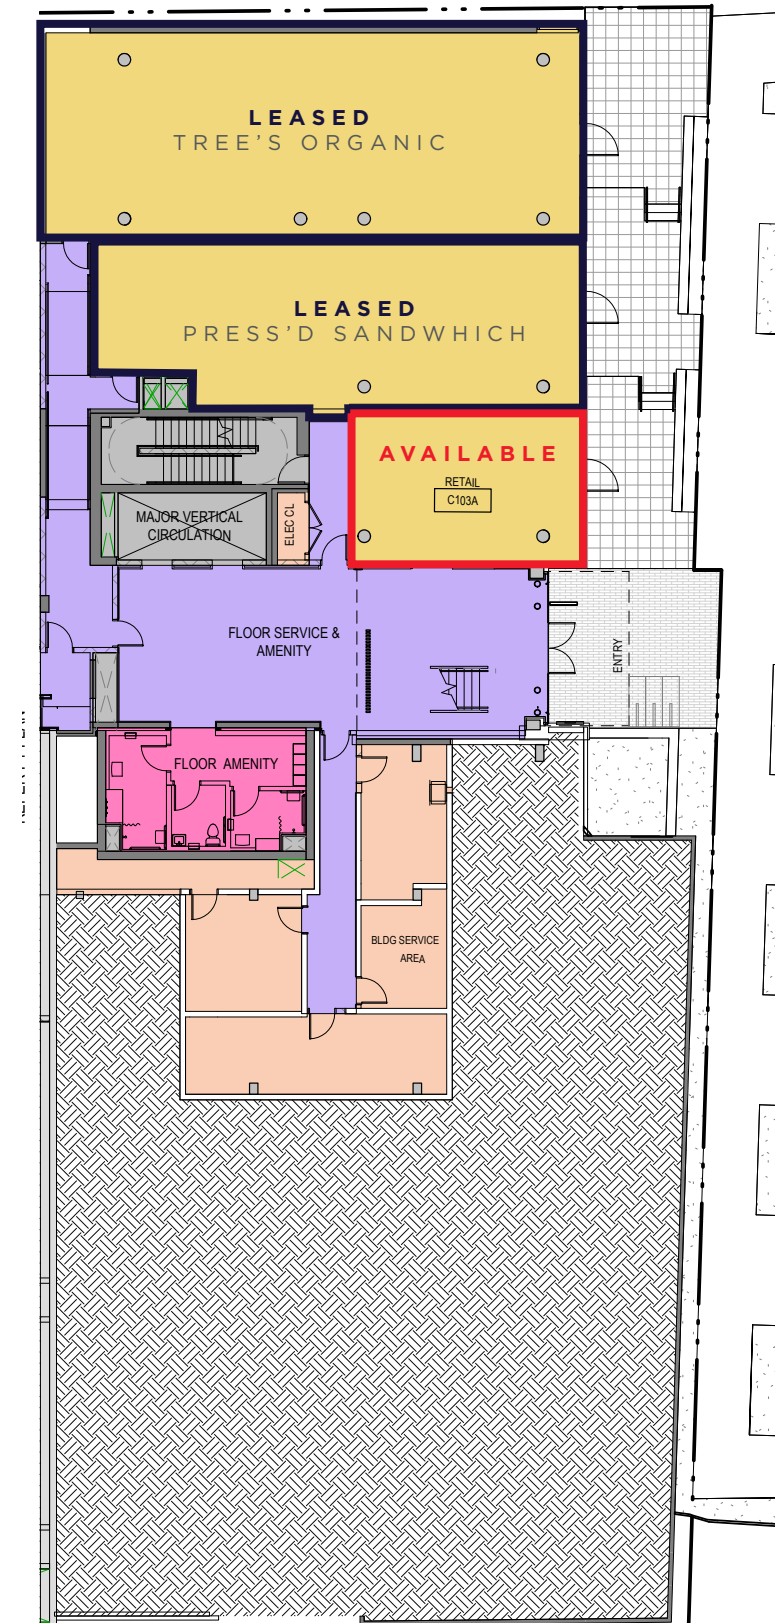 LEASED
TREE'S ORGANIC
LEASED
PRESS'D SANDWHICH
AVAILABLE
RETAIL
C103A
MAJOR VERTICAL
CIRCULATION
ELEC CL
FLOOR SERVICE &
AMENITY
ENTRY
FLOOR AMENITY
BLDG SERVICE
AREA